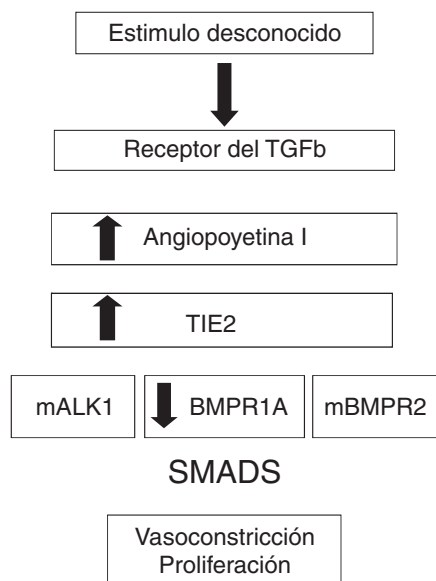 Estimulo desconocido
Receptor del TGFb
Angiopoyetina I
TIE2
mALK1 BMPR1A mBMPR2
SMADS
Vasoconstricción
Proliferación